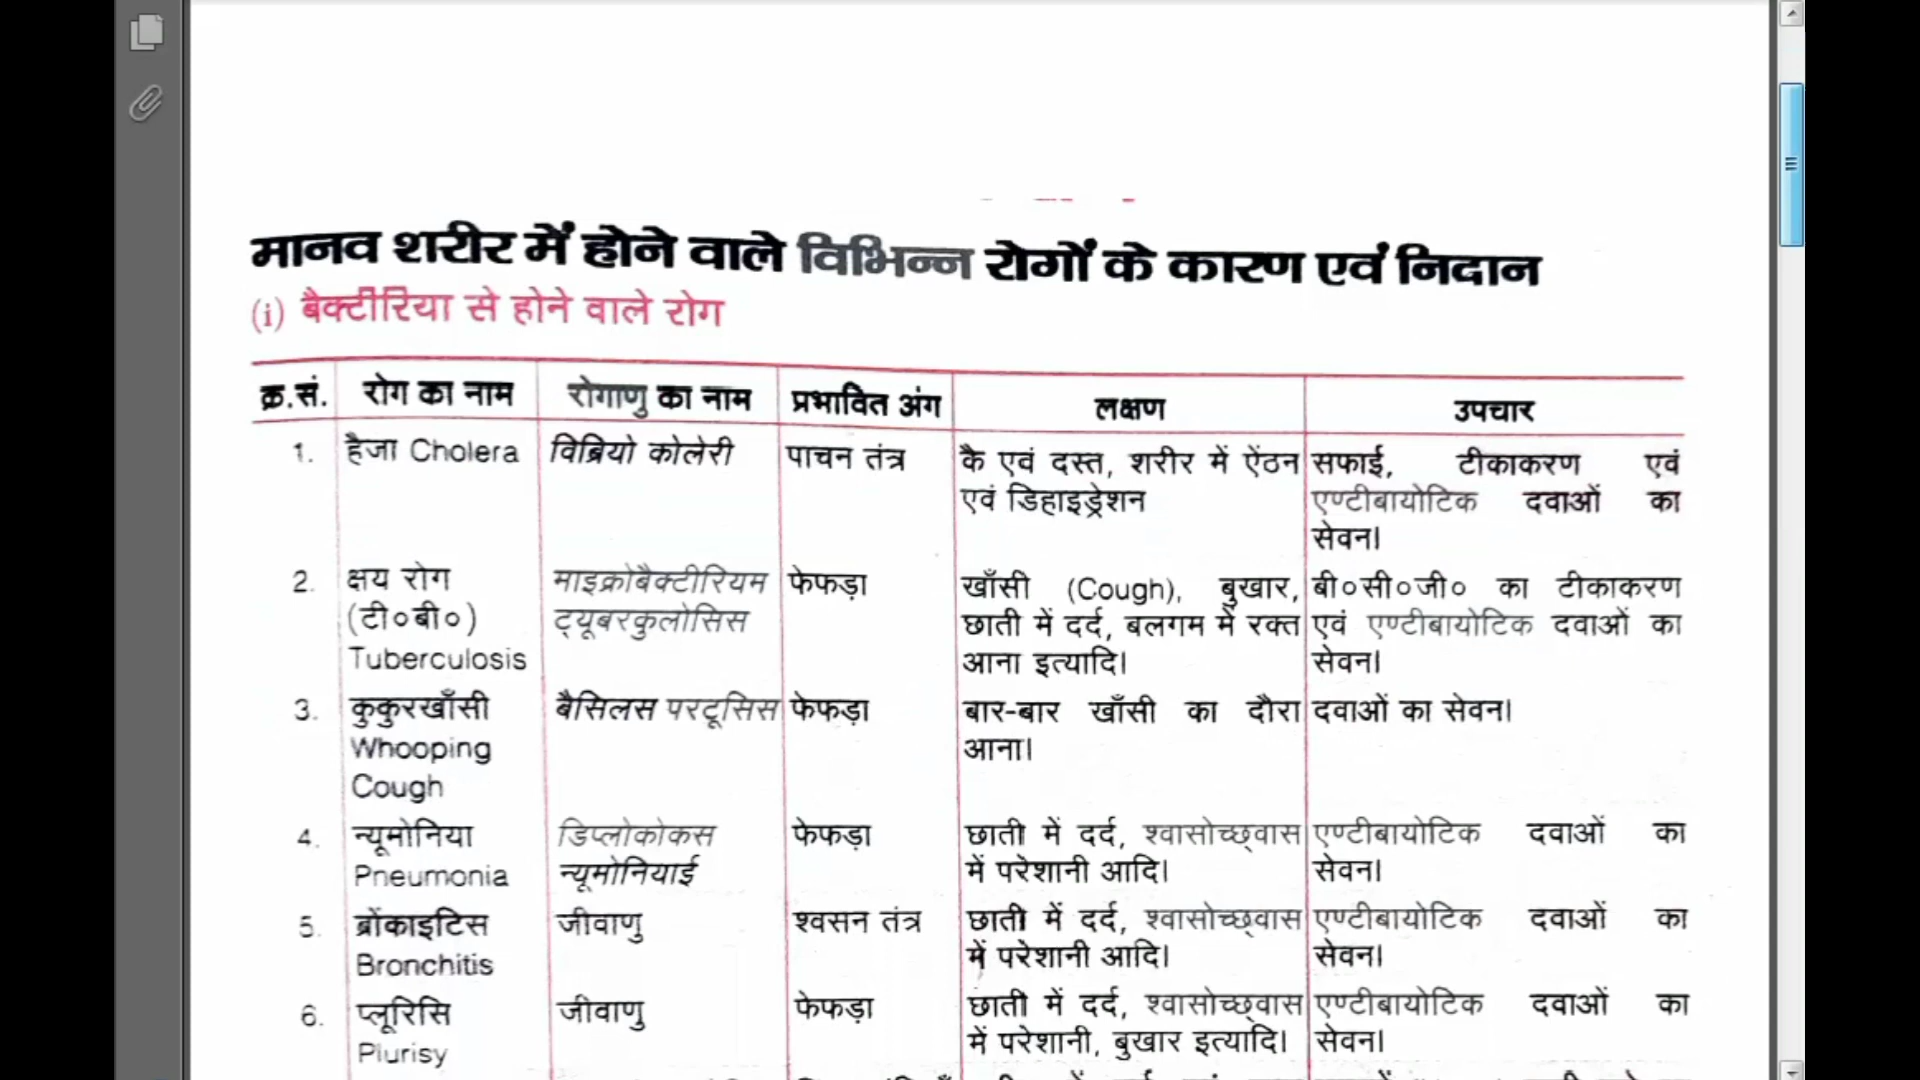 मानव शरीर में होने वाले विभिन्न रोगों के कारण एवं निदान
(i) बैक्टीरिया से होने वाले रोग
क्र.सं. रोग का नाम रोगाणु का नाम प्रभावित अंग लक्षण उपचार
1. हैजा Cholera विब्रियो कोलेरी पाचन तंत्र कै एवं दस्त, शरीर में ऐंठन सफाई, टीकाकरण एवं
एवं डिहाइड्रेशन एण्टीबायोटिक दवाओं का
सेवन।
2. क्षय रोग माइक्रोबैक्टीरियम फेफड़ा खाँसी (Cough), बुखार, बी०सी०जी० का टीकाकरण
(टी०बी०) ट्यूबरकुलोसिस छाती में दर्द, बलगम में रक्त एवं एण्टीबायोटिक दवाओं का
Tuberculosis आना इत्यादि। सेवन।
3. कुकुरखाँसी बैसिलस परटूसिस फेफड़ा बार-बार खाँसी का दौरा दवाओं का सेवन।
Whooping आना।
Cough
4. न्यूमोनिया डिप्लोकोकस फेफड़ा छाती में दर्द, श्वासोच्छ्वास एण्टीबायोटिक दवाओं का
Pneumonia न्यूमोनियाई में परेशानी आदि। सेवन।
5. ब्रोंकाइटिस जीवाणु श्वसन तंत्र छाती में दर्द, श्वासोच्छ्वास एण्टीबायोटिक दवाओं का
Bronchitis में परेशानी आदि। सेवन।
6. प्लूरिसि जीवाणु फेफड़ा छाती में दर्द, श्वासोच्छ्वास एण्टीबायोटिक दवाओं का
Plurisy में परेशानी, बुखार इत्यादि। सेवन।